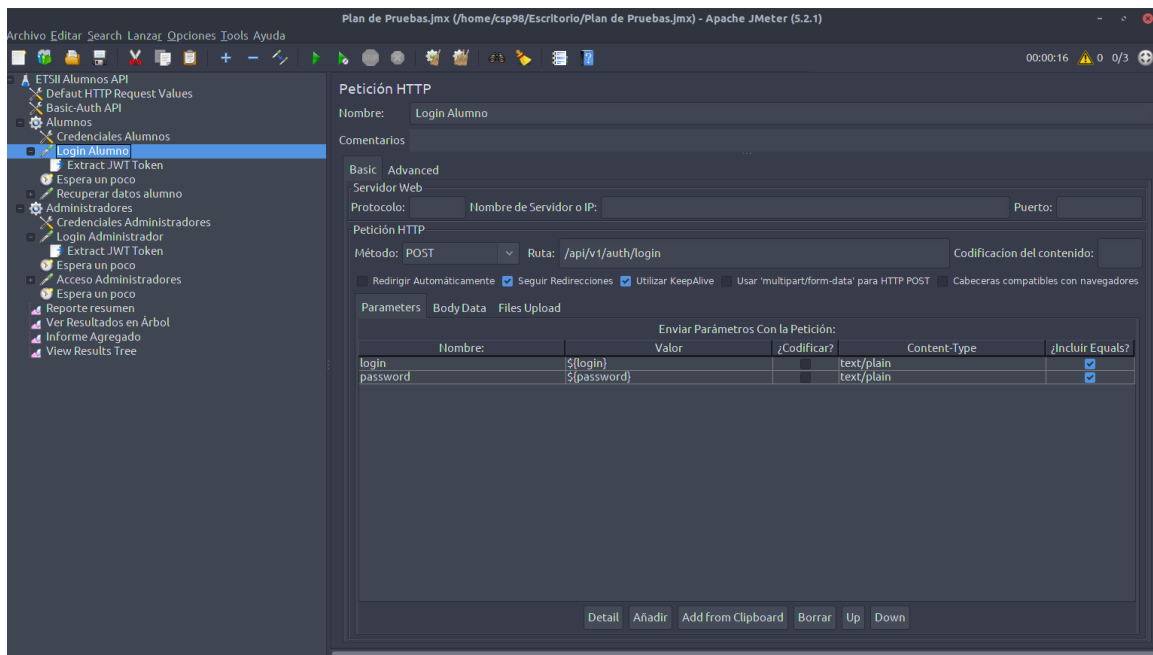 Plan de Pruebas.jmx (/home/csp98/Escritorio/Plan de Pruebas.jmx) - Apache JMeter (5.2.1)
Archivo Editar Search Lanzar Opciones Tools Ayuda
00:00:16 0 0/3
ETSII Alumnos API
Defaut HTTP Request Values
Basic-Auth API
Alumnos
Credenciales Alumnos
Login Alumno
Extract JWT Token
Espera un poco
Recuperar datos alumno
Administradores
Credenciales Administradores
Login Administrador
Extract JWT Token
Espera un poco
Acceso Administradores
Espera un poco
Reporte resumen
Ver Resultados en Árbol
Informe Agregado
View Results Tree
Petición HTTP
Nombre: Login Alumno
Comentarios
Basic Advanced
Servidor Web
Protocolo: Nombre de Servidor o IP: Puerto:
Petición HTTP
Método: POST Ruta: /api/v1/auth/login Codificacíon del contenido:
Redirigir Automáticamente Seguir Redirecciones Utilizar KeepAlive Usar 'multipart/form-data' para HTTP POST Cabeceras compatibles con navegadores
Parameters Body Data Files Upload
Enviar Parámetros Con la Petición:
Nombre: Valor ¿Codificar? Content-Type ¿Incluir Equals?
login ${login} text/plain
password ${password} text/plain
Detail Añadir Add from Clipboard Borrar Up Down